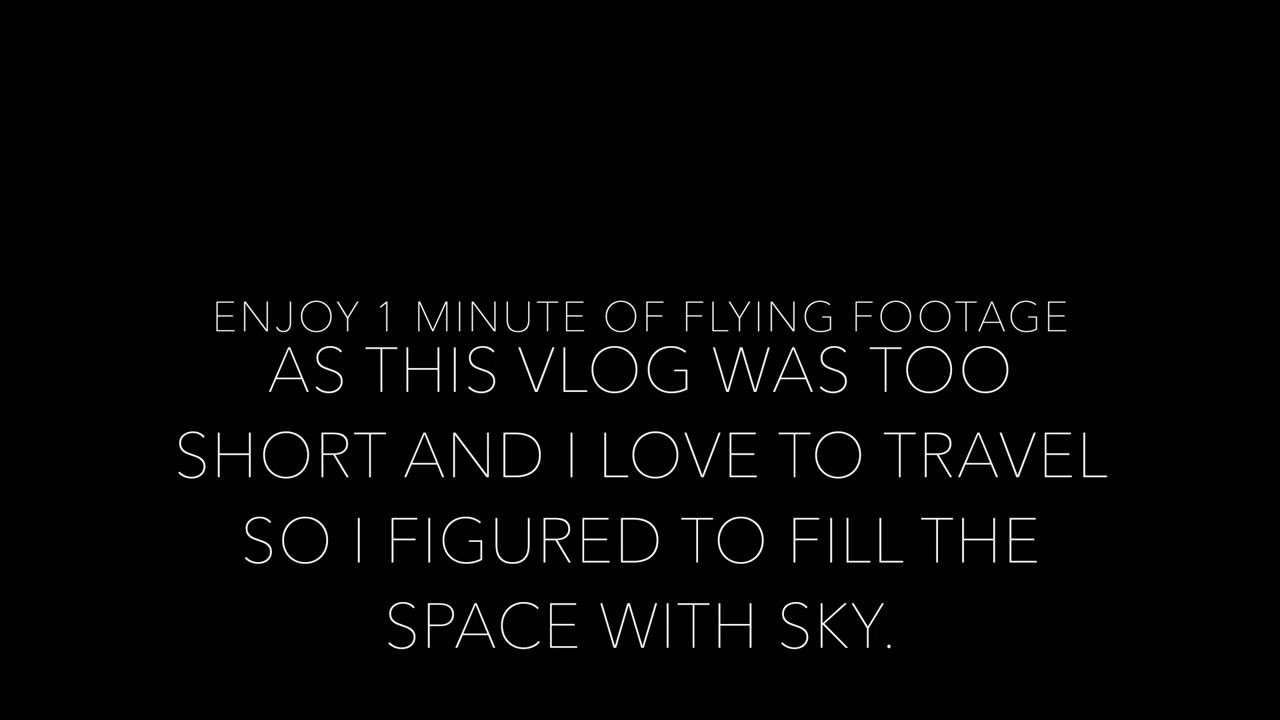 ENJOY 1 MINUTE OF FLYING FOOTAGE
AS THIS VLOG WAS TOO
SHORT AND I LOVE TO TRAVEL
SO I FIGURED TO FILL THE
SPACE WITH SKY.